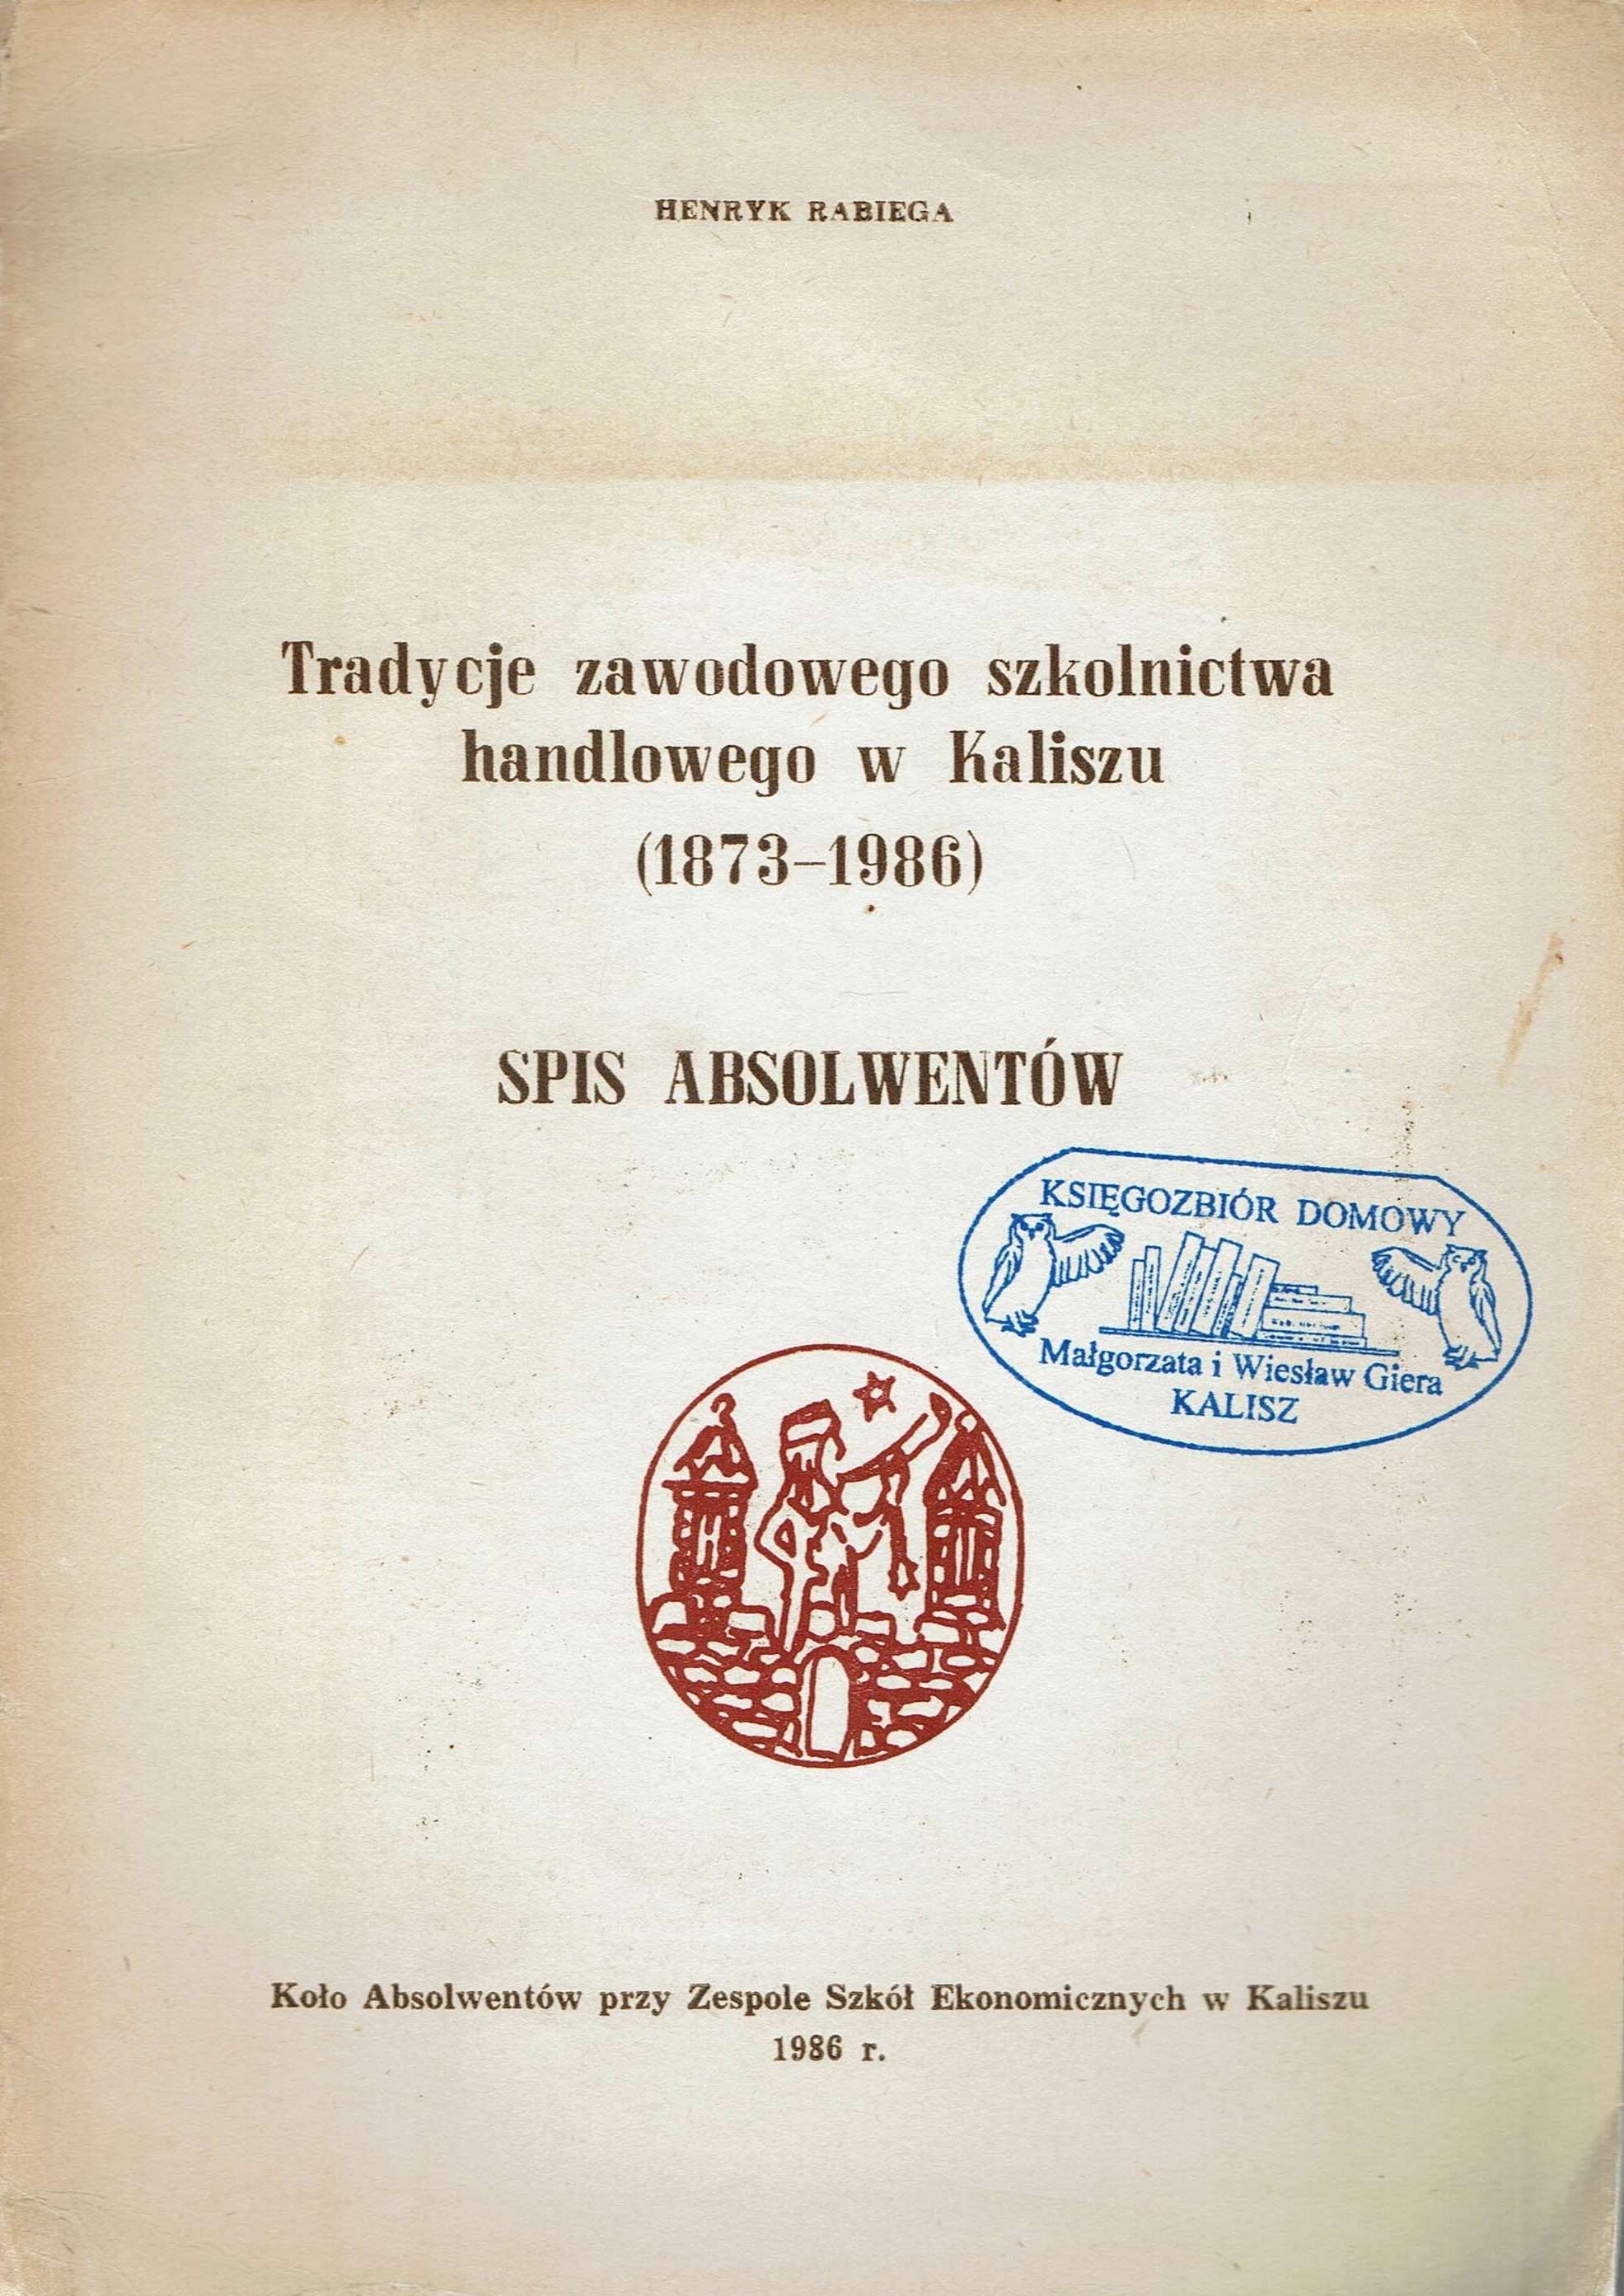 HENRYK RABIEGA
Tradycje zawodowego szkolnictwa
handlowego w Kaliszu
(1873–1986)
SPIS ABSOLWENTÓW
KSIĘGOZBIÓR DOMOWY
Małgorzata i Wiesław Giera
KALISZ
Koło Absolwentów przy Zespole Szkół Ekonomicznych w Kaliszu
1986 r.